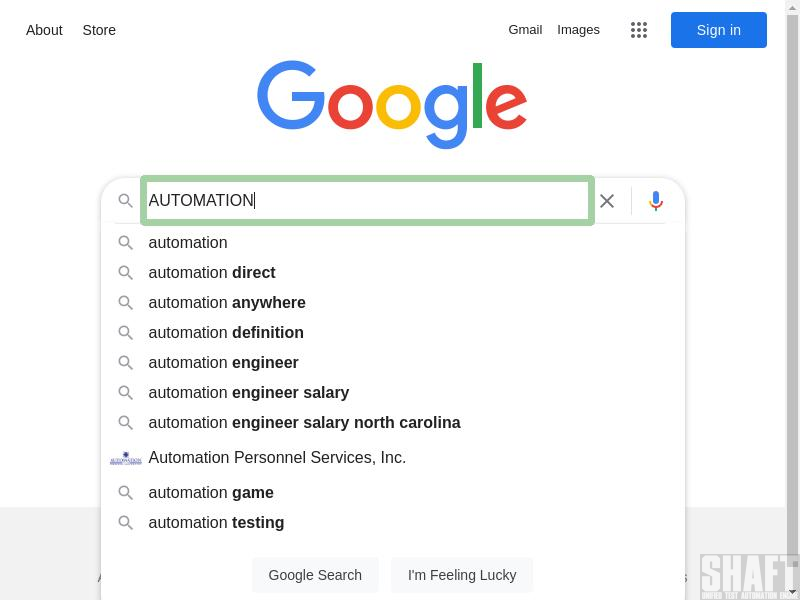 About Store Gmail Images Sign in
Google
AUTOMATION
automation
automation direct
automation anywhere
automation definition
automation engineer
automation engineer salary
automation engineer salary north carolina
Automation Personnel Services, Inc.
automation game
automation testing
Google Search I'm Feeling Lucky
SHAFT